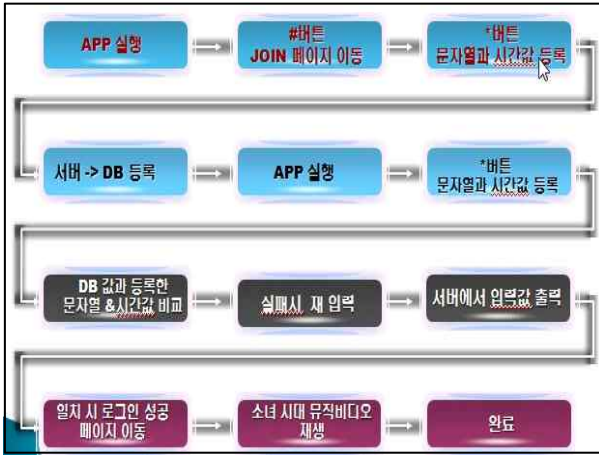 APP 실행
#버튼
JOIN 페이지 이동
*버튼
문자열과 시간값 등록
서버 -> DB 등록
APP 실행
*버튼
문자열과 시간값 등록
DB 값과 등록한
문자열 &시간값 비교
실패시 재 입력
서버에서 입력값 출력
일치 시 로그인 성공
페이지 이동
소녀 시대 뮤직비디오
재생
완료